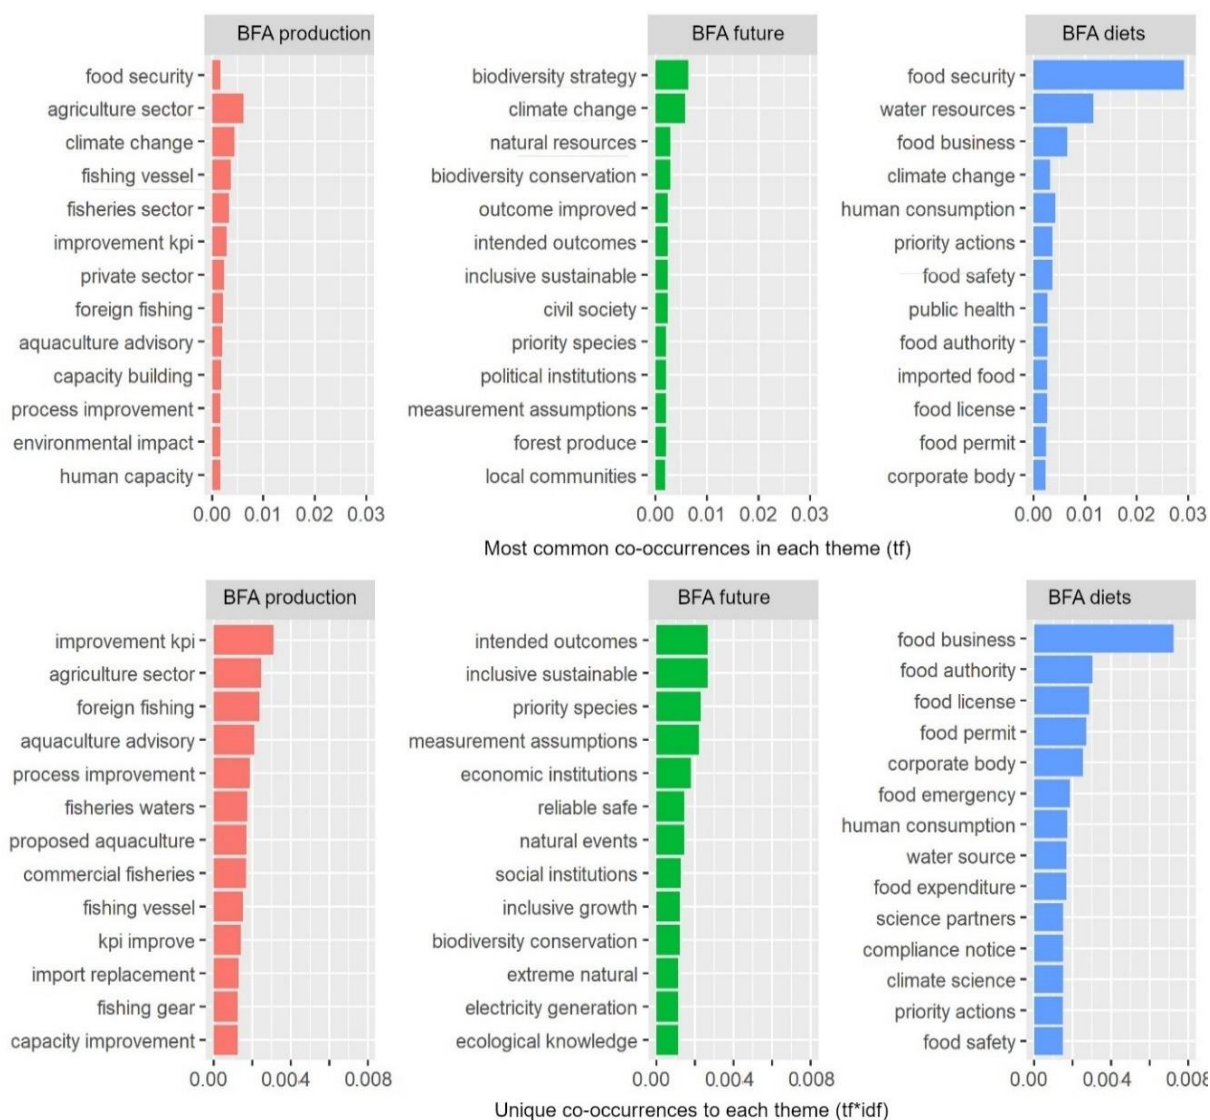 BFA production
food security
agriculture sector
climate change
fishing vessel
fisheries sector
improvement kpi
private sector
foreign fishing
aquaculture advisory
capacity building
process improvement
environmental impact
human capacity
0.00 0.01 0.02 0.03
BFA future
biodiversity strategy
climate change
natural resources
biodiversity conservation
outcome improved
intended outcomes
inclusive sustainable
civil society
priority species
political institutions
measurement assumptions
forest produce
local communities
0.00 0.01 0.02 0.03
BFA diets
food security
water resources
food business
climate change
human consumption
priority actions
food safety
public health
food authority
imported food
food license
food permit
corporate body
0.00 0.01 0.02 0.03
Most common co-occurrences in each theme (tf)
BFA production
improvement kpi
agriculture sector
foreign fishing
aquaculture advisory
process improvement
fisheries waters
proposed aquaculture
commercial fisheries
fishing vessel
kpi improve
import replacement
fishing gear
capacity improvement
0.00 0.004 0.008
BFA future
intended outcomes
inclusive sustainable
priority species
measurement assumptions
economic institutions
reliable safe
natural events
social institutions
inclusive growth
biodiversity conservation
extreme natural
electricity generation
ecological knowledge
0.00 0.004 0.008
BFA diets
food business
food authority
food license
food permit
corporate body
food emergency
human consumption
water source
food expenditure
science partners
compliance notice
climate science
priority actions
food safety
0.00 0.004 0.008
Unique co-occurrences to each theme (tf*idf)